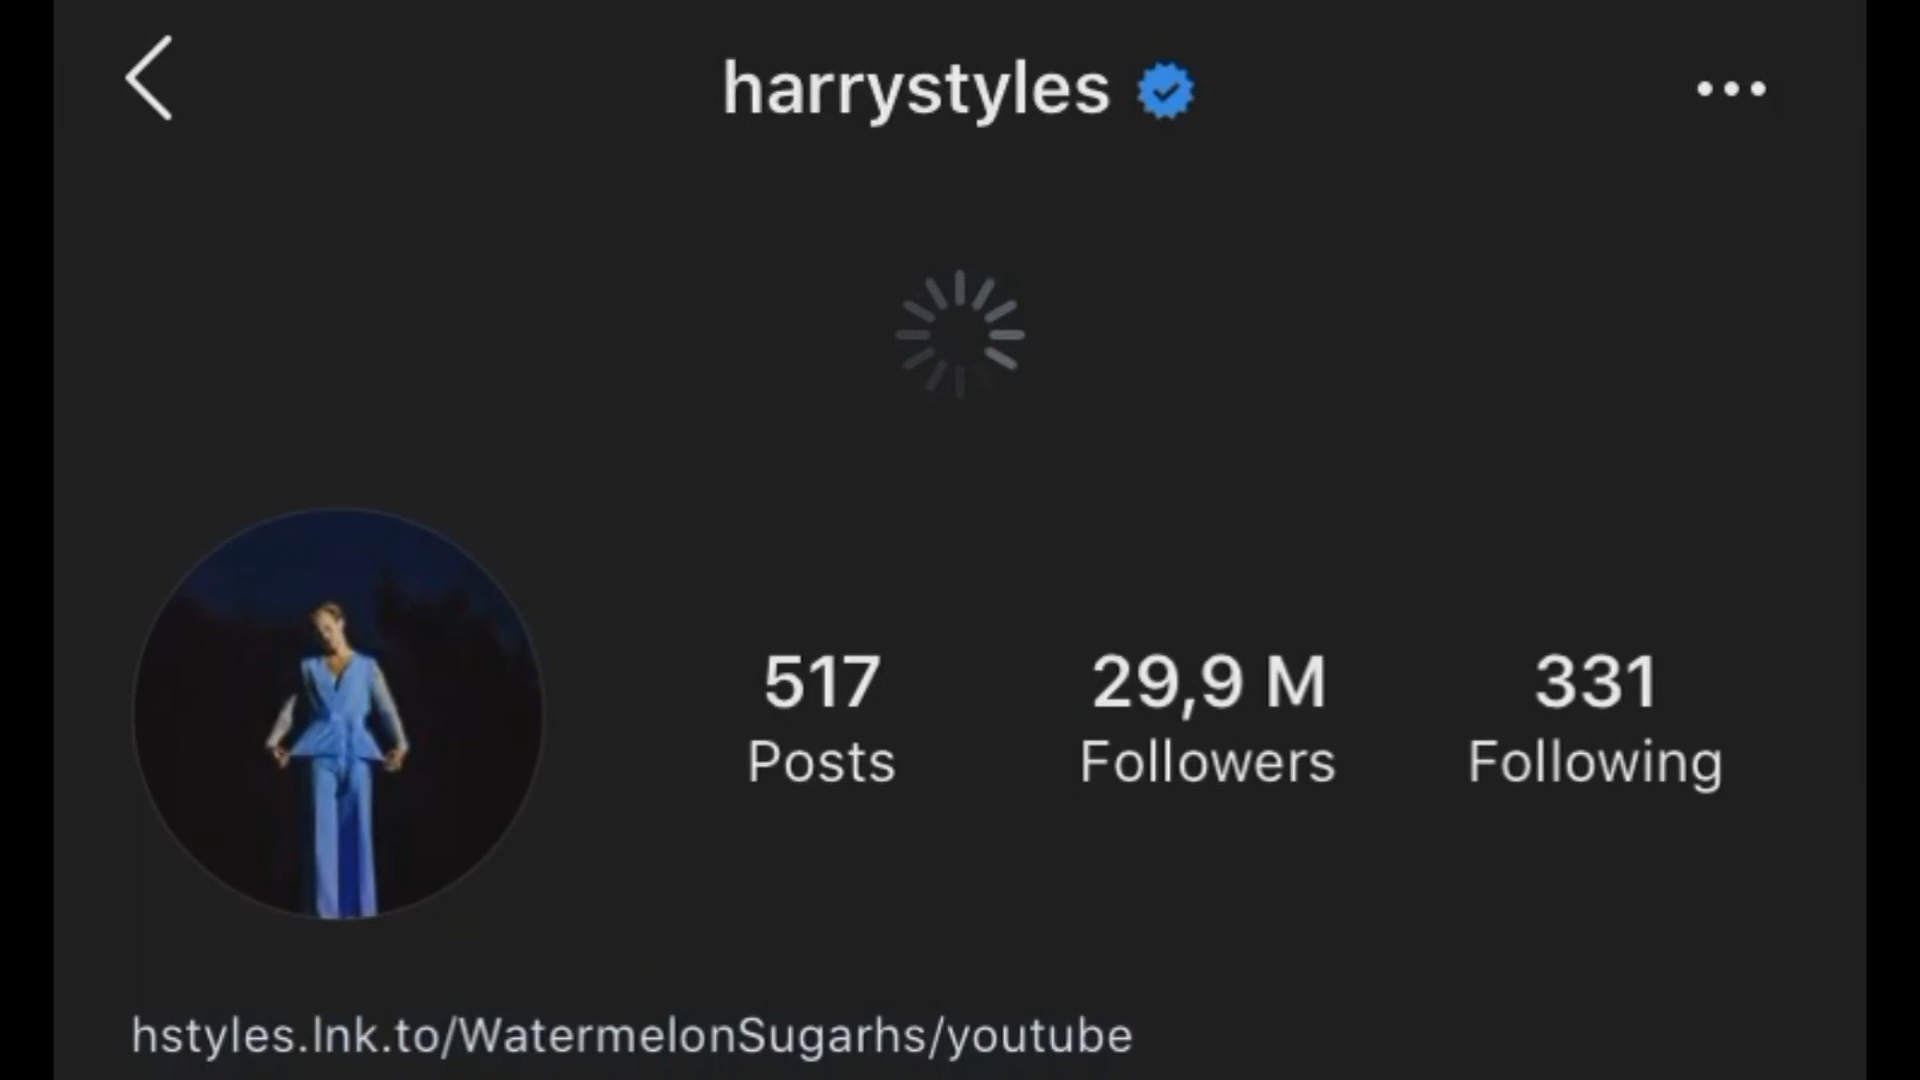 harrystyles
517 29,9 M 331
Posts Followers Following
hstyles.lnk.to/WatermelonSugarhs/youtube